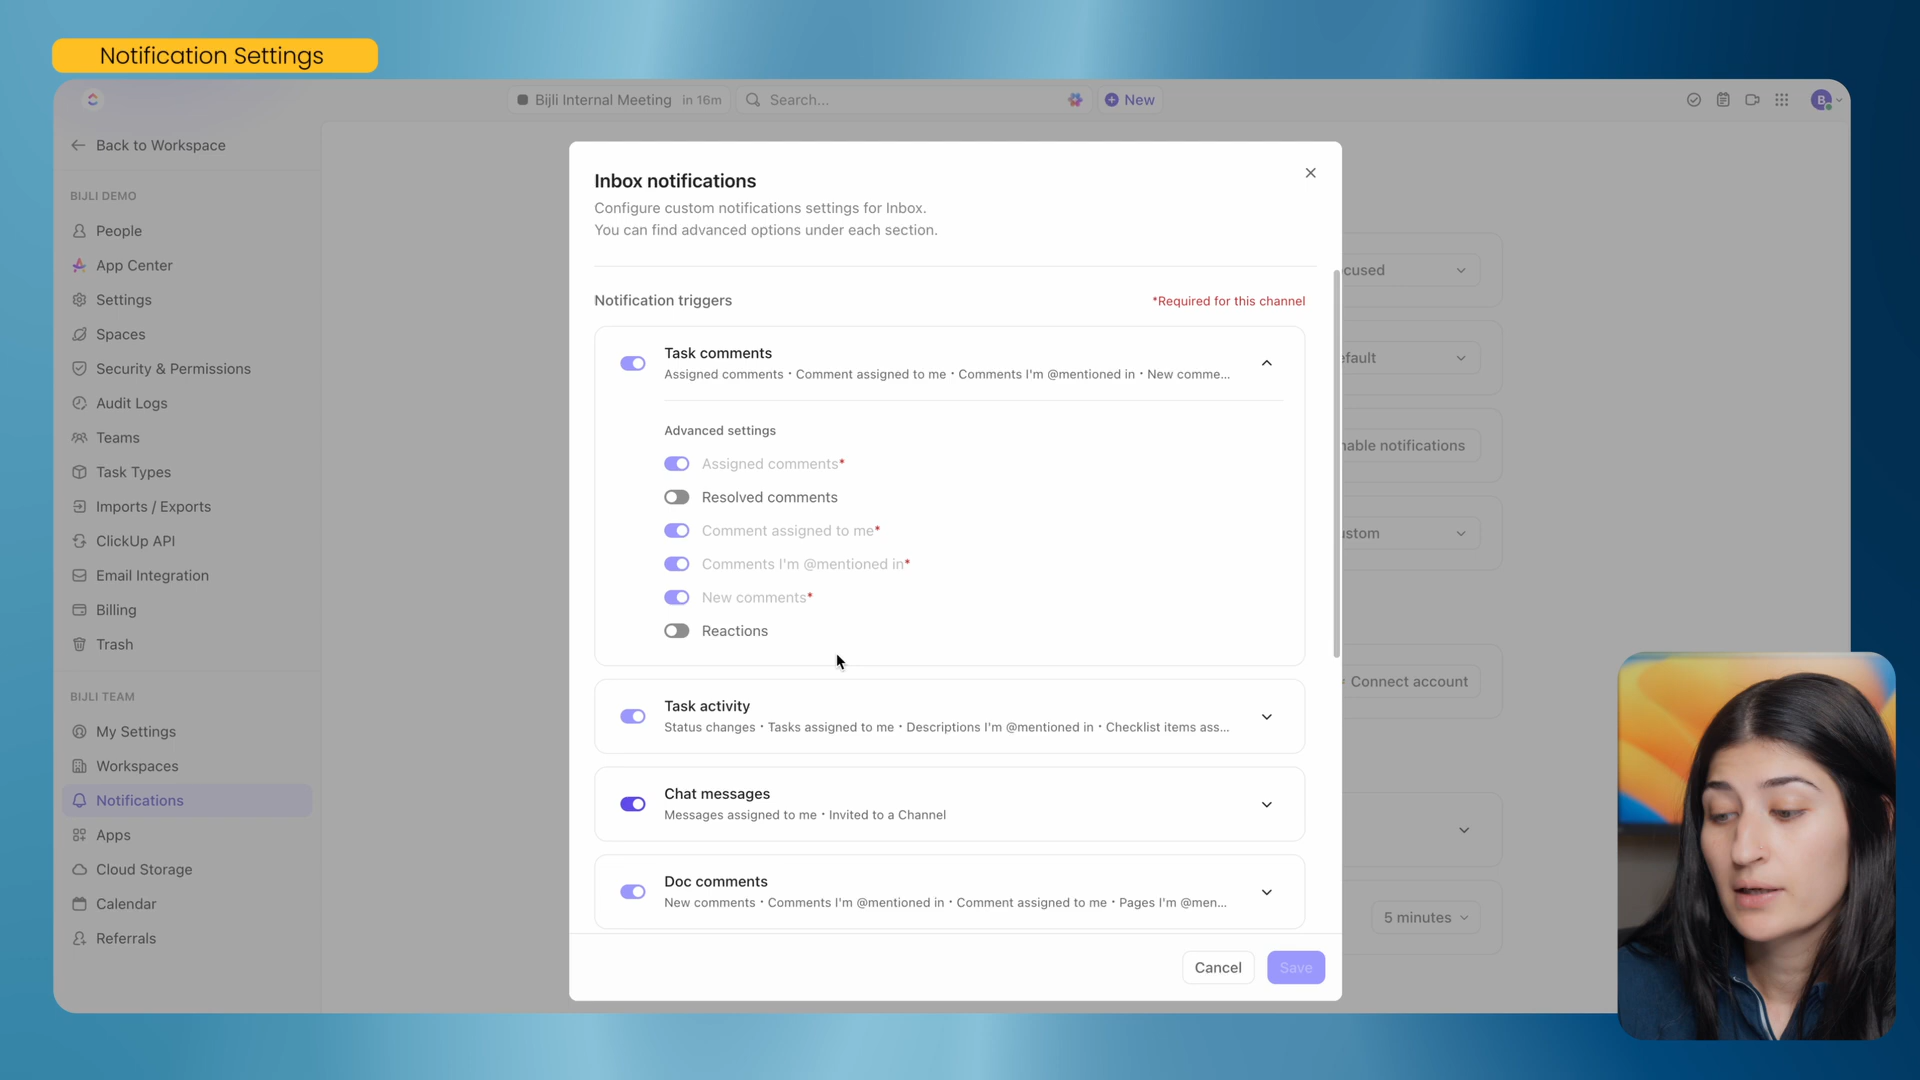 Notification Settings
Bijli Internal Meeting in 16m
Search...
New
B
Back to Workspace
BIJLI DEMO
People
App Center
Settings
Spaces
Security & Permissions
Audit Logs
Teams
Task Types
Imports / Exports
ClickUp API
Email Integration
Billing
Trash
BIJLI TEAM
My Settings
Workspaces
Notifications
Apps
Cloud Storage
Calendar
Referrals
Inbox notifications
Configure custom notifications settings for Inbox.
You can find advanced options under each section.
Notification triggers
*Required for this channel
Task comments
Assigned comments • Comment assigned to me • Comments I'm @mentioned in • New comme...
Advanced settings
Assigned comments*
Resolved comments
Comment assigned to me*
Comments I'm @mentioned in*
New comments*
Reactions
Task activity
Status changes • Tasks assigned to me • Descriptions I'm @mentioned in • Checklist items ass...
Chat messages
Messages assigned to me • Invited to a Channel
Doc comments
New comments • Comments I'm @mentioned in • Comment assigned to me • Pages I'm @men...
Cancel
Save
cused
efault
nable notifications
stom
Connect account
5 minutes